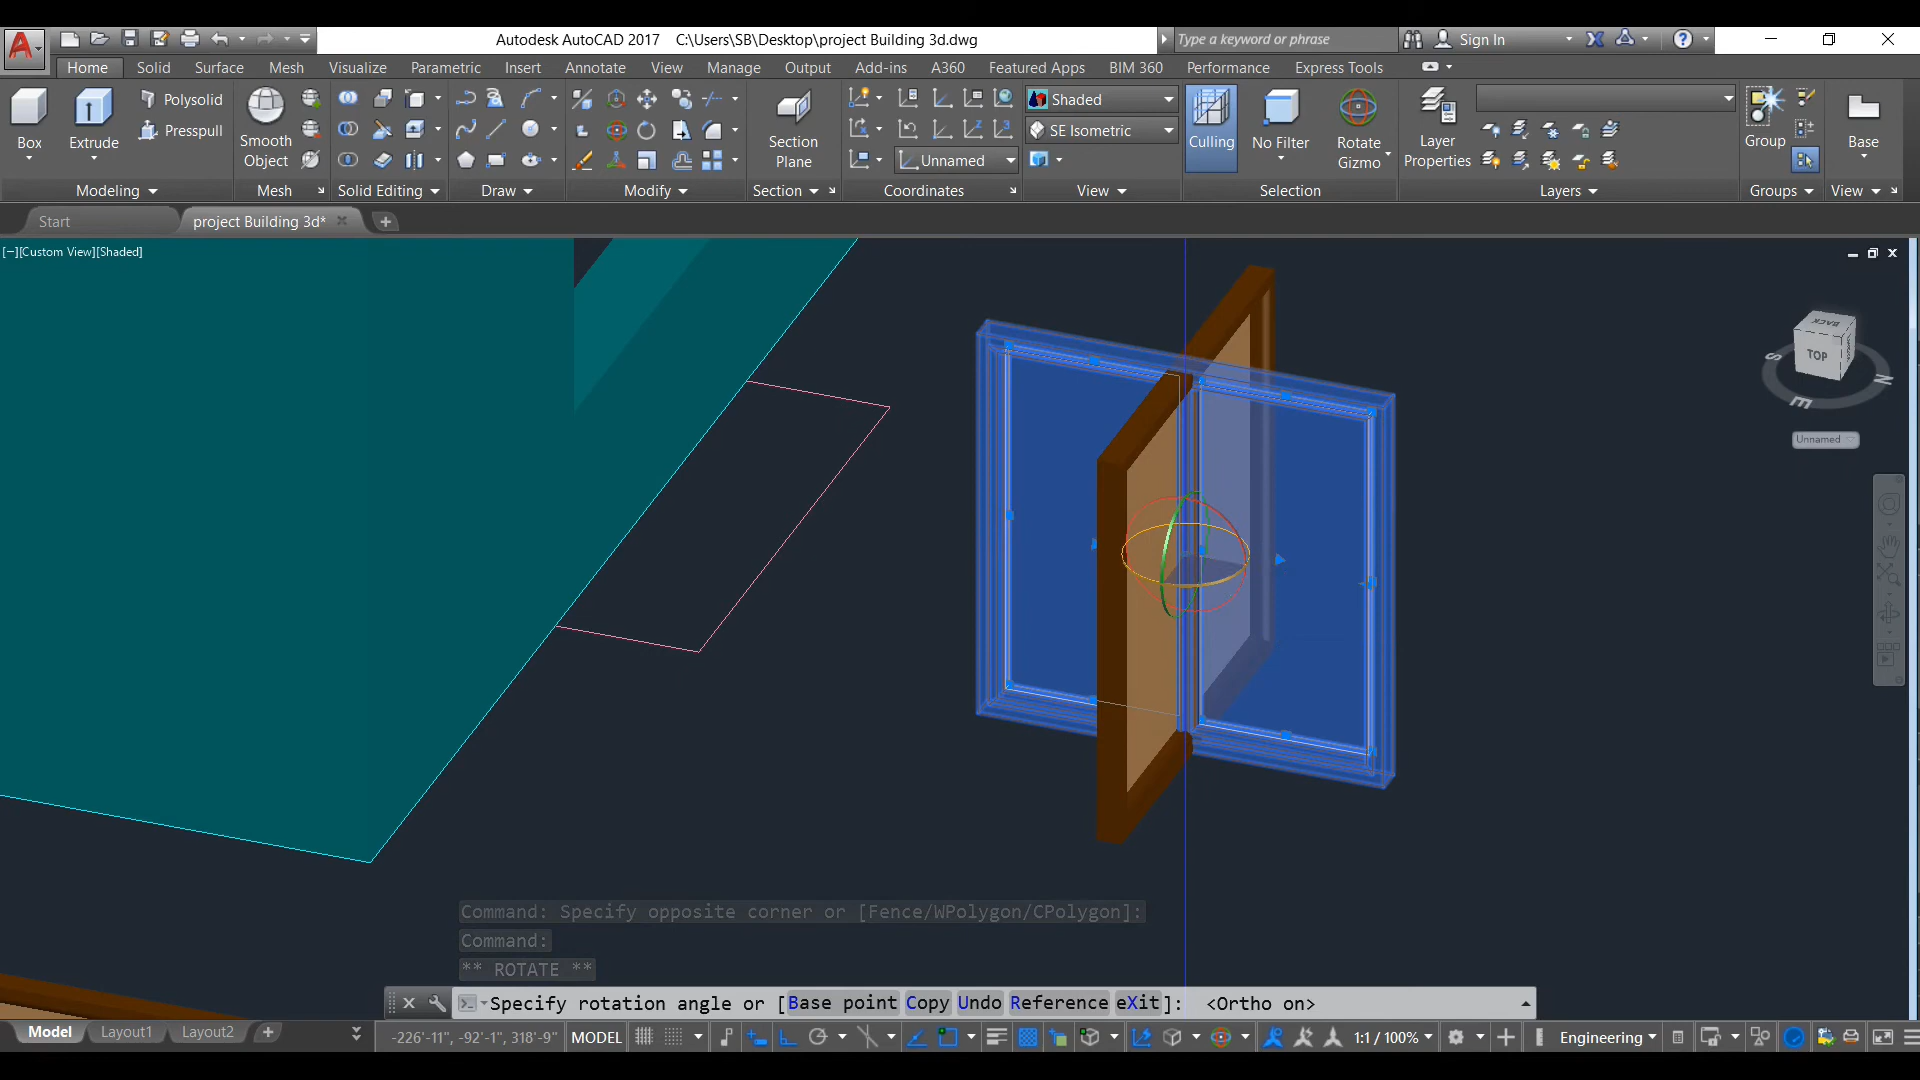 Autodesk AutoCAD 2017 C:\Users\SB\Desktop\project Building 3d.dwg
Type a keyword or phrase
Sign In
Home Solid Surface Mesh Visualize Parametric Insert Annotate View Manage Output Add-ins A360 Featured Apps BIM 360 Performance Express Tools
Box
Extrude
Polysolid
Presspull
Smooth Object
Section Plane
Unnamed
Shaded
SE Isometric
Culling
No Filter
Rotate Gizmo
Layer Properties
Group
Base
Modeling Mesh Solid Editing Draw Modify Section Coordinates View Selection Layers Groups View
Start project Building 3d*
[−][Custom View][Shaded]
BACK
TOP
S
N
E
Unnamed
Command: Specify opposite corner or [Fence/WPolygon/CPolygon]:
Command:
** ROTATE **
Specify rotation angle or [Base point Copy Undo Reference eXit]: <Ortho on>
Model Layout1 Layout2
-226'-11", -92'-1", 318'-9" MODEL 1:1 / 100% Engineering